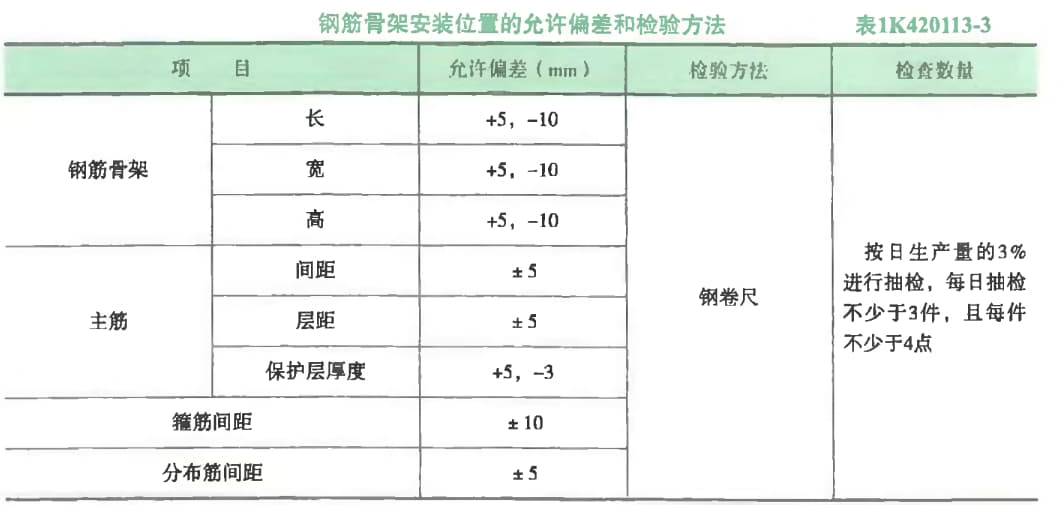 钢筋骨架安装位置的允许偏差和检验方法 表1K420113-3
项 目 允许偏差（mm） 检验方法 检查数量
钢筋骨架 长 +5，-10
宽 +5，-10
高 +5，-10
主筋 间距 ±5
层距 ±5
保护层厚度 +5，-3
箍筋间距 ±10
分布筋间距 ±5
钢卷尺
按日生产量的3%
进行抽检，每日抽检
不少于3件，且每件
不少于4点